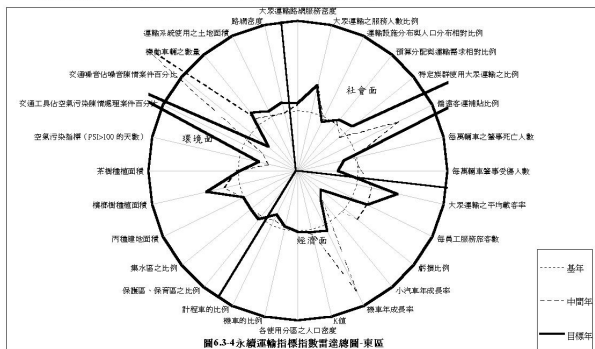 大眾運輸路網服務密度
大眾運輸之服務人數比例
運輸設施分布與人口分布相對比例
預算分配與運輸需求相對比例
特定族群使用大眾運輸之比例
偏遠客運補貼比例
每萬輛車之肇事死亡人數
每萬輛車肇事受傷人數
大眾運輸之平均載客率
每員工服務旅客數
虧損比例
小汽車年成長率
機車年成長率
K值
各使用分區之人口密度
機車的比例
計程車的比例
保護區、保育區之比例
集水區之比例
丙種建地面積
檳榔樹種植面積
茶樹種植面積
空氣污染指標 (PSI>100 的天數)
交通工具佔空氣污染陳情處理案件百分比
交通噪音佔噪音陳情案件百分比
機動車輛之數量
運輸系統使用之土地面積
路網密度
社會面
環境面
經濟面
基年
中間年
目標年
圖6.3-4永續運輸指標指數雷達總圖-東區